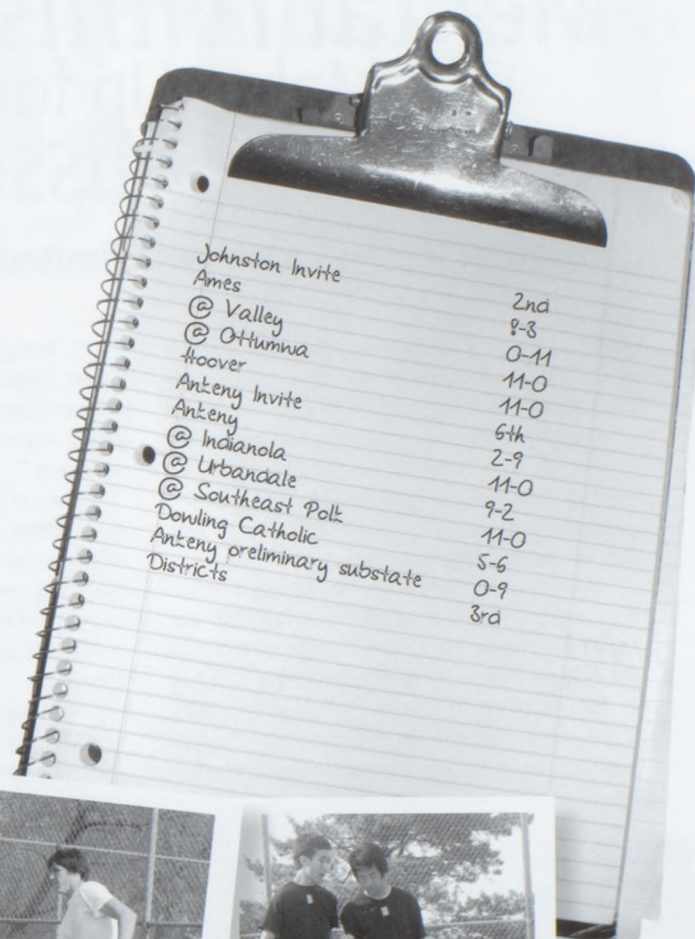 Johnston Invite 2nd
Ames 8-3
@ Valley 0-11
@ Ottumwa 11-0
Hoover 11-0
Ankeny Invite 6th
Ankeny 2-9
@ Indianola 11-0
@ Urbandale 9-2
@ Southeast Polk 11-0
Dowling Catholic 5-6
Ankeny preliminary substate 0-9
Districts 3rd